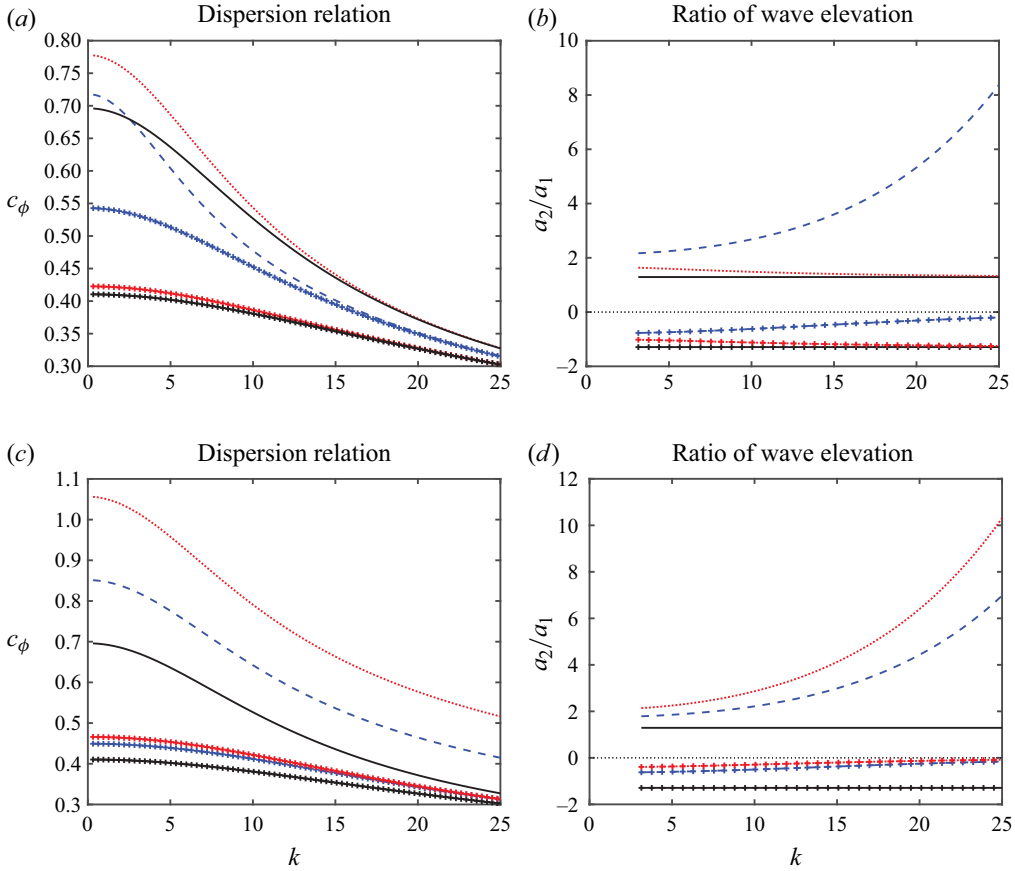 (a) Dispersion relation
(b) Ratio of wave elevation
0.80
0.75
0.70
0.65
0.60
0.55
0.50
0.45
0.40
0.35
0.30
cϕ
0 5 10 15 20 25
10
8
6
4
2
0
−2
a2/a1
0 5 10 15 20 25
(c) Dispersion relation
(d) Ratio of wave elevation
1.1
1.0
0.9
0.8
0.7
0.6
0.5
0.4
0.3
cϕ
0 5 10 15 20 25
k
12
10
8
6
4
2
0
−2
a2/a1
0 5 10 15 20 25
k